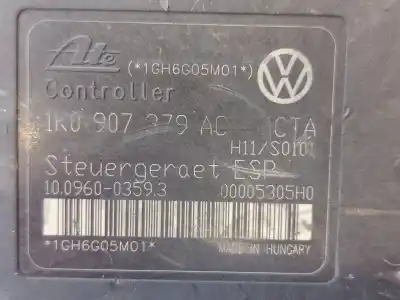 Ate (*1GH6G05M01*)
Controller
1K0 907 379 AC ICTA
H11/S0101
Steuergeraet ESP
10.0960-0359.3 00005305H0
*1GH6G05M01* MADE IN HUNGARY